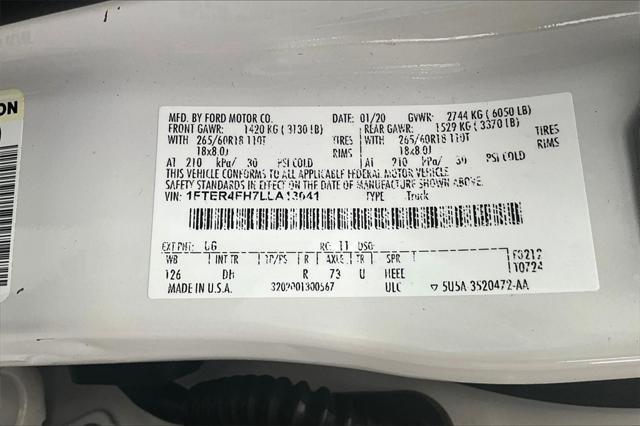 ON
MFG. BY FORD MOTOR CO. DATE: 01/20 GVWR: 2744 KG ( 6050 LB)
FRONT GAWR: 1420 KG ( 3130 LB) REAR GAWR: 1529 KG ( 3370 LB)
WITH 265/60R18 110T TIRES WITH 265/60R18 110T TIRES
18x8.0J RIMS 18x8.0J RIMS
AT 210 kPa/ 30 PSI COLD AT 210 kPa/ 30 PSI COLD
THIS VEHICLE CONFORMS TO ALL APPLICABLE FEDERAL MOTOR VEHICLE
SAFETY STANDARDS IN EFFECT ON THE DATE OF MANUFACTURE SHOWN ABOVE.
VIN: 1FTER4FH7LLA13041 TYPE: Truck
EXT PNT: UG RC: 11 DSO:
WB INT TR TP/PS R AXLE TR SPR
126 DH R 73 U
F0212
10724
MADE IN U.S.A. ULC ▽ 5U5A 3520472-AA